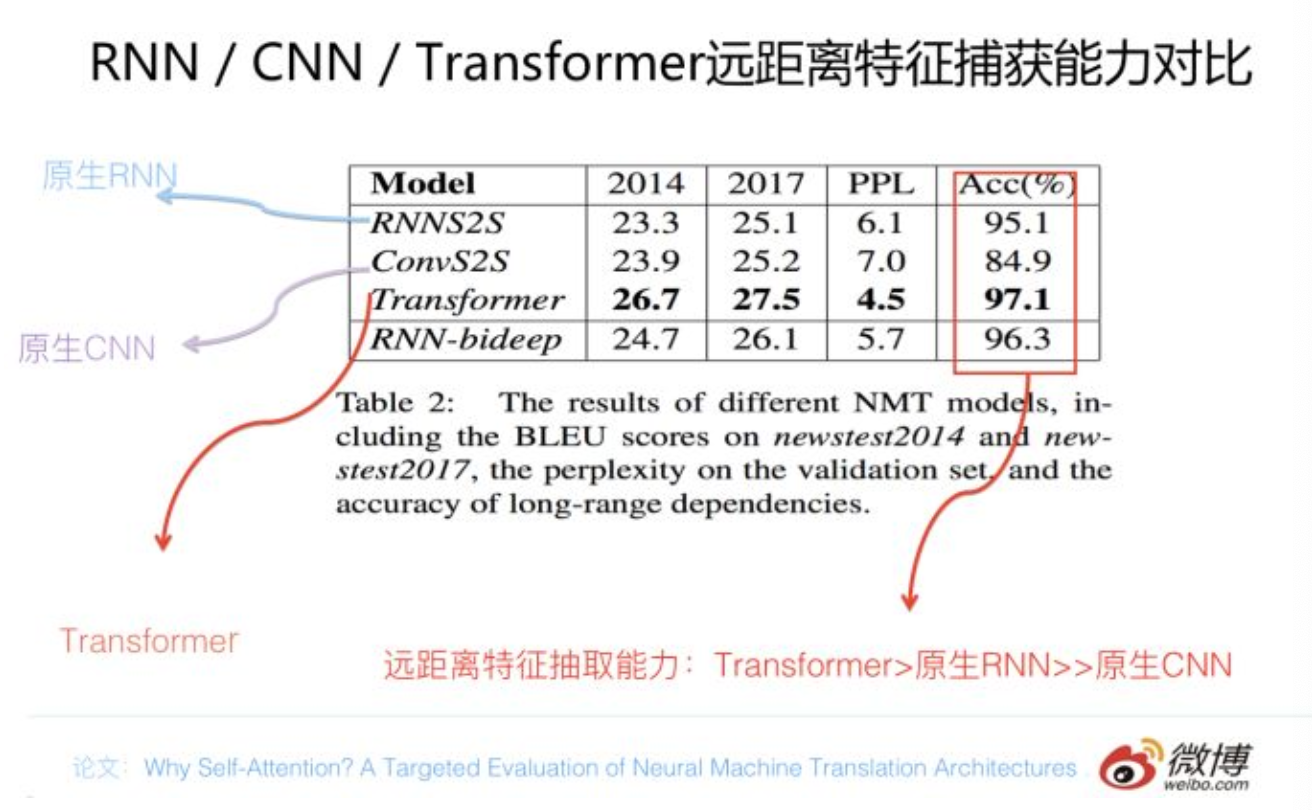 RNN / CNN / Transformer远距离特征捕获能力对比
原生RNN
原生CNN
Transformer
Model 2014 2017 PPL Acc(%)
RNNS2S 23.3 25.1 6.1 95.1
ConvS2S 23.9 25.2 7.0 84.9
Transformer 26.7 27.5 4.5 97.1
RNN-bideep 24.7 26.1 5.7 96.3
Table 2: The results of different NMT models, in-
cluding the BLEU scores on newstest2014 and new-
stest2017, the perplexity on the validation set, and the
accuracy of long-range dependencies.
远距离特征抽取能力：Transformer>原生RNN>>原生CNN
论文：Why Self-Attention? A Targeted Evaluation of Neural Machine Translation Architectures
微博
weibo.com